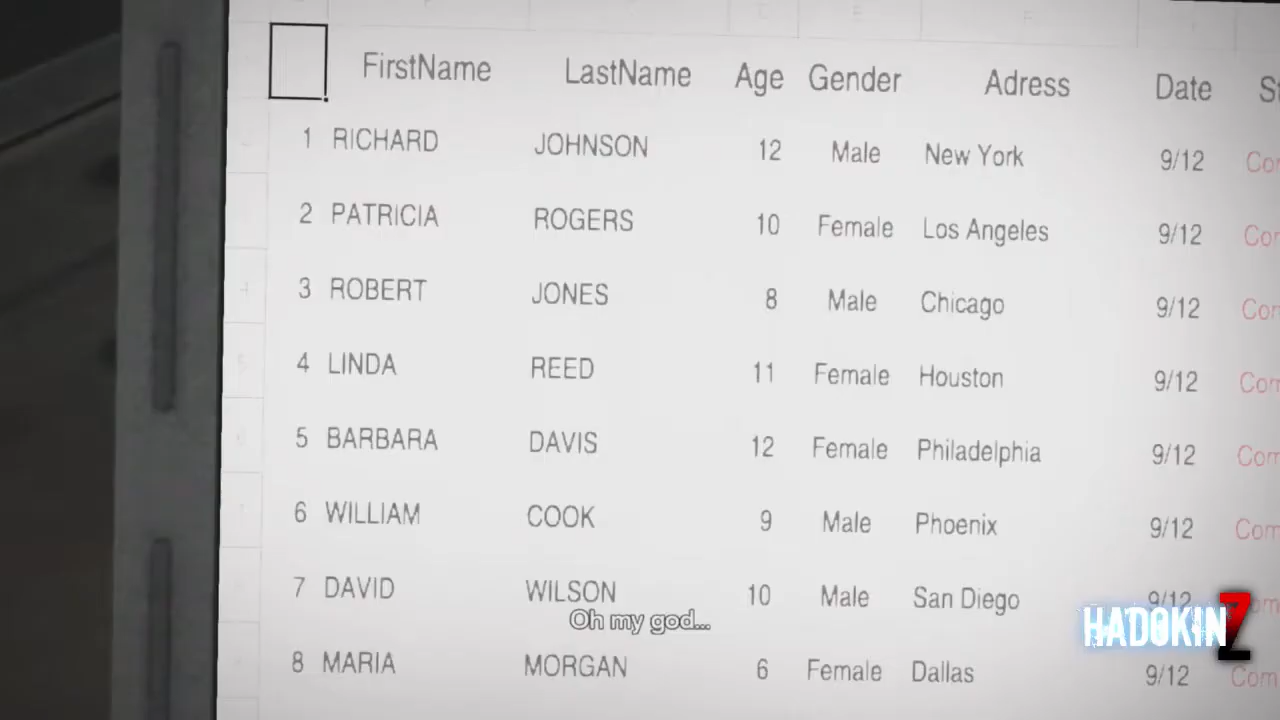 FirstName LastName Age Gender Adress Date
1 RICHARD JOHNSON 12 Male New York 9/12
2 PATRICIA ROGERS 10 Female Los Angeles 9/12
3 ROBERT JONES 8 Male Chicago 9/12
4 LINDA REED 11 Female Houston 9/12
5 BARBARA DAVIS 12 Female Philadelphia 9/12
6 WILLIAM COOK 9 Male Phoenix 9/12
7 DAVID WILSON 10 Male San Diego 9/12
Oh my god...
HADOKINZ
8 MARIA MORGAN 6 Female Dallas 9/12